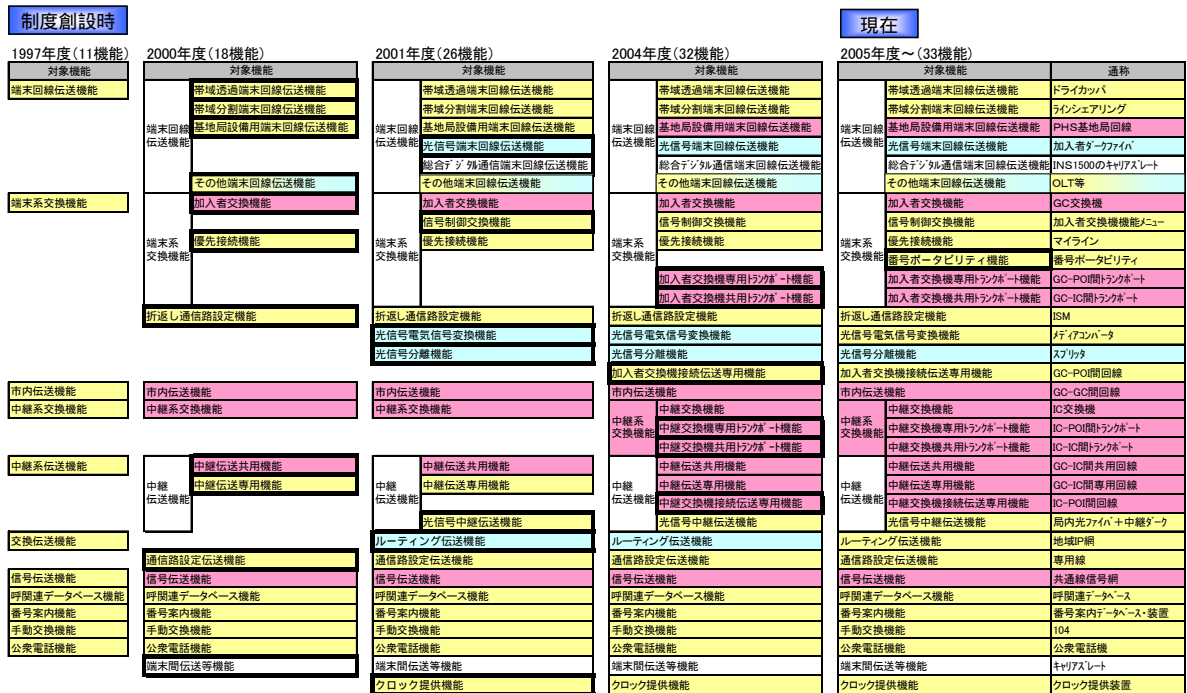 制度創設時
現在
1997年度(11機能)
対象機能
端末回線伝送機能
端末系交換機能
市内伝送機能
中継系交換機能
中継系伝送機能
交換伝送機能
信号伝送機能
呼関連データベース機能
番号案内機能
手動交換機能
公衆電話機能
2000年度(18機能)
対象機能
端末回線
伝送機能
帯域透過端末回線伝送機能
帯域分割端末回線伝送機能
基地局設備用端末回線伝送機能
その他端末回線伝送機能
端末系
交換機能
加入者交換機能
優先接続機能
折返し通信路設定機能
市内伝送機能
中継系交換機能
中継
伝送機能
中継伝送共用機能
中継伝送専用機能
通信路設定伝送機能
信号伝送機能
呼関連データベース機能
番号案内機能
手動交換機能
公衆電話機能
端末間伝送等機能
2001年度(26機能)
対象機能
端末回線
伝送機能
帯域透過端末回線伝送機能
帯域分割端末回線伝送機能
基地局設備用端末回線伝送機能
光信号端末回線伝送機能
総合デジタル通信端末回線伝送機能
その他端末回線伝送機能
端末系
交換機能
加入者交換機能
信号制御交換機能
優先接続機能
折返し通信路設定機能
光信号電気信号変換機能
光信号分離機能
市内伝送機能
中継系交換機能
中継
伝送機能
中継伝送共用機能
中継伝送専用機能
光信号中継伝送機能
ルーティング伝送機能
通信路設定伝送機能
信号伝送機能
呼関連データベース機能
番号案内機能
手動交換機能
公衆電話機能
端末間伝送等機能
クロック提供機能
2004年度(32機能)
対象機能
端末回線
伝送機能
帯域透過端末回線伝送機能
帯域分割端末回線伝送機能
基地局設備用端末回線伝送機能
光信号端末回線伝送機能
総合デジタル通信端末回線伝送機能
その他端末回線伝送機能
端末系
交換機能
加入者交換機能
信号制御交換機能
優先接続機能
加入者交換機専用トランクポート機能
加入者交換機共用トランクポート機能
折返し通信路設定機能
光信号電気信号変換機能
光信号分離機能
加入者交換機接続伝送専用機能
市内伝送機能
中継系
交換機能
中継交換機能
中継交換機専用トランクポート機能
中継交換機共用トランクポート機能
中継
伝送機能
中継伝送共用機能
中継伝送専用機能
中継交換機接続伝送専用機能
光信号中継伝送機能
ルーティング伝送機能
通信路設定伝送機能
信号伝送機能
呼関連データベース機能
番号案内機能
手動交換機能
公衆電話機能
端末間伝送等機能
クロック提供機能
2005年度~(33機能)
対象機能 通称
端末回線
伝送機能
帯域透過端末回線伝送機能 ドライカッパ
帯域分割端末回線伝送機能 ラインシェアリング
基地局設備用端末回線伝送機能 PHS基地局回線
光信号端末回線伝送機能 加入者ダークファイバ
総合デジタル通信端末回線伝送機能 INS1500のキャリアズレート
その他端末回線伝送機能 OLT等
端末系
交換機能
加入者交換機能 GC交換機
信号制御交換機能 加入者交換機機能メニュー
優先接続機能 マイライン
番号ポータビリティ機能 番号ポータビリティ
加入者交換機専用トランクポート機能 GC-POI間トランクポート
加入者交換機共用トランクポート機能 GC-IC間トランクポート
折返し通信路設定機能 ISM
光信号電気信号変換機能 メディアコンバータ
光信号分離機能 スプリッタ
加入者交換機接続伝送専用機能 GC-POI間回線
市内伝送機能 GC-GC間回線
中継系
交換機能
中継交換機能 IC交換機
中継交換機専用トランクポート機能 IC-POI間トランクポート
中継交換機共用トランクポート機能 IC-IC間トランクポート
中継
伝送機能
中継伝送共用機能 GC-IC間共用回線
中継伝送専用機能 GC-IC間専用回線
中継交換機接続伝送専用機能 IC-POI間回線
光信号中継伝送機能 局内光ファイバ+中継ダーク
ルーティング伝送機能 地域IP網
通信路設定伝送機能 専用線
信号伝送機能 共通線信号網
呼関連データベース機能 呼関連データベース
番号案内機能 番号案内データベース・装置
手動交換機能 104
公衆電話機能 公衆電話機
端末間伝送等機能 キャリアズレート
クロック提供機能 クロック提供装置